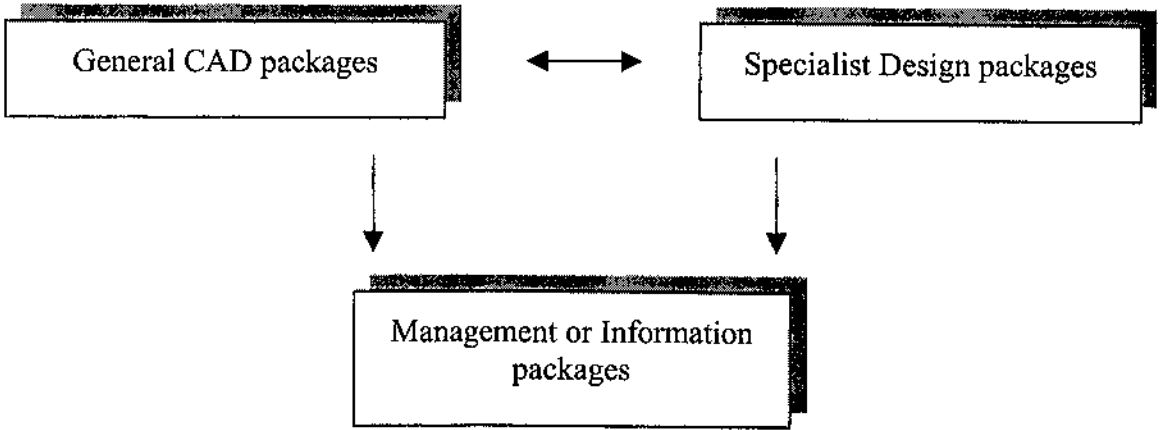 General CAD packages
Specialist Design packages
Management or Information
packages